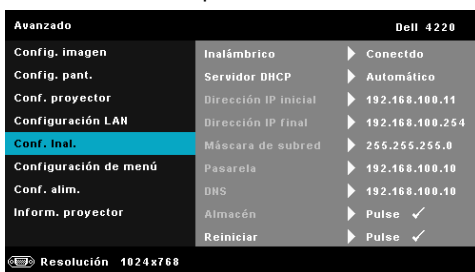 Avanzado Dell 4220
Config. imagen Inalámbrico Conectdo
Config. pant. Servidor DHCP Automático
Conf. proyector Dirección IP inicial 192.168.100.11
Configuración LAN Dirección IP final 192.168.100.254
Conf. Inal. Máscara de subred 255.255.255.0
Configuración de menú Pasarela 192.168.100.10
Conf. alim. DNS 192.168.100.10
Inform. proyector Almacén Pulse ✓
Reiniciar Pulse ✓
Resolución 1024x768